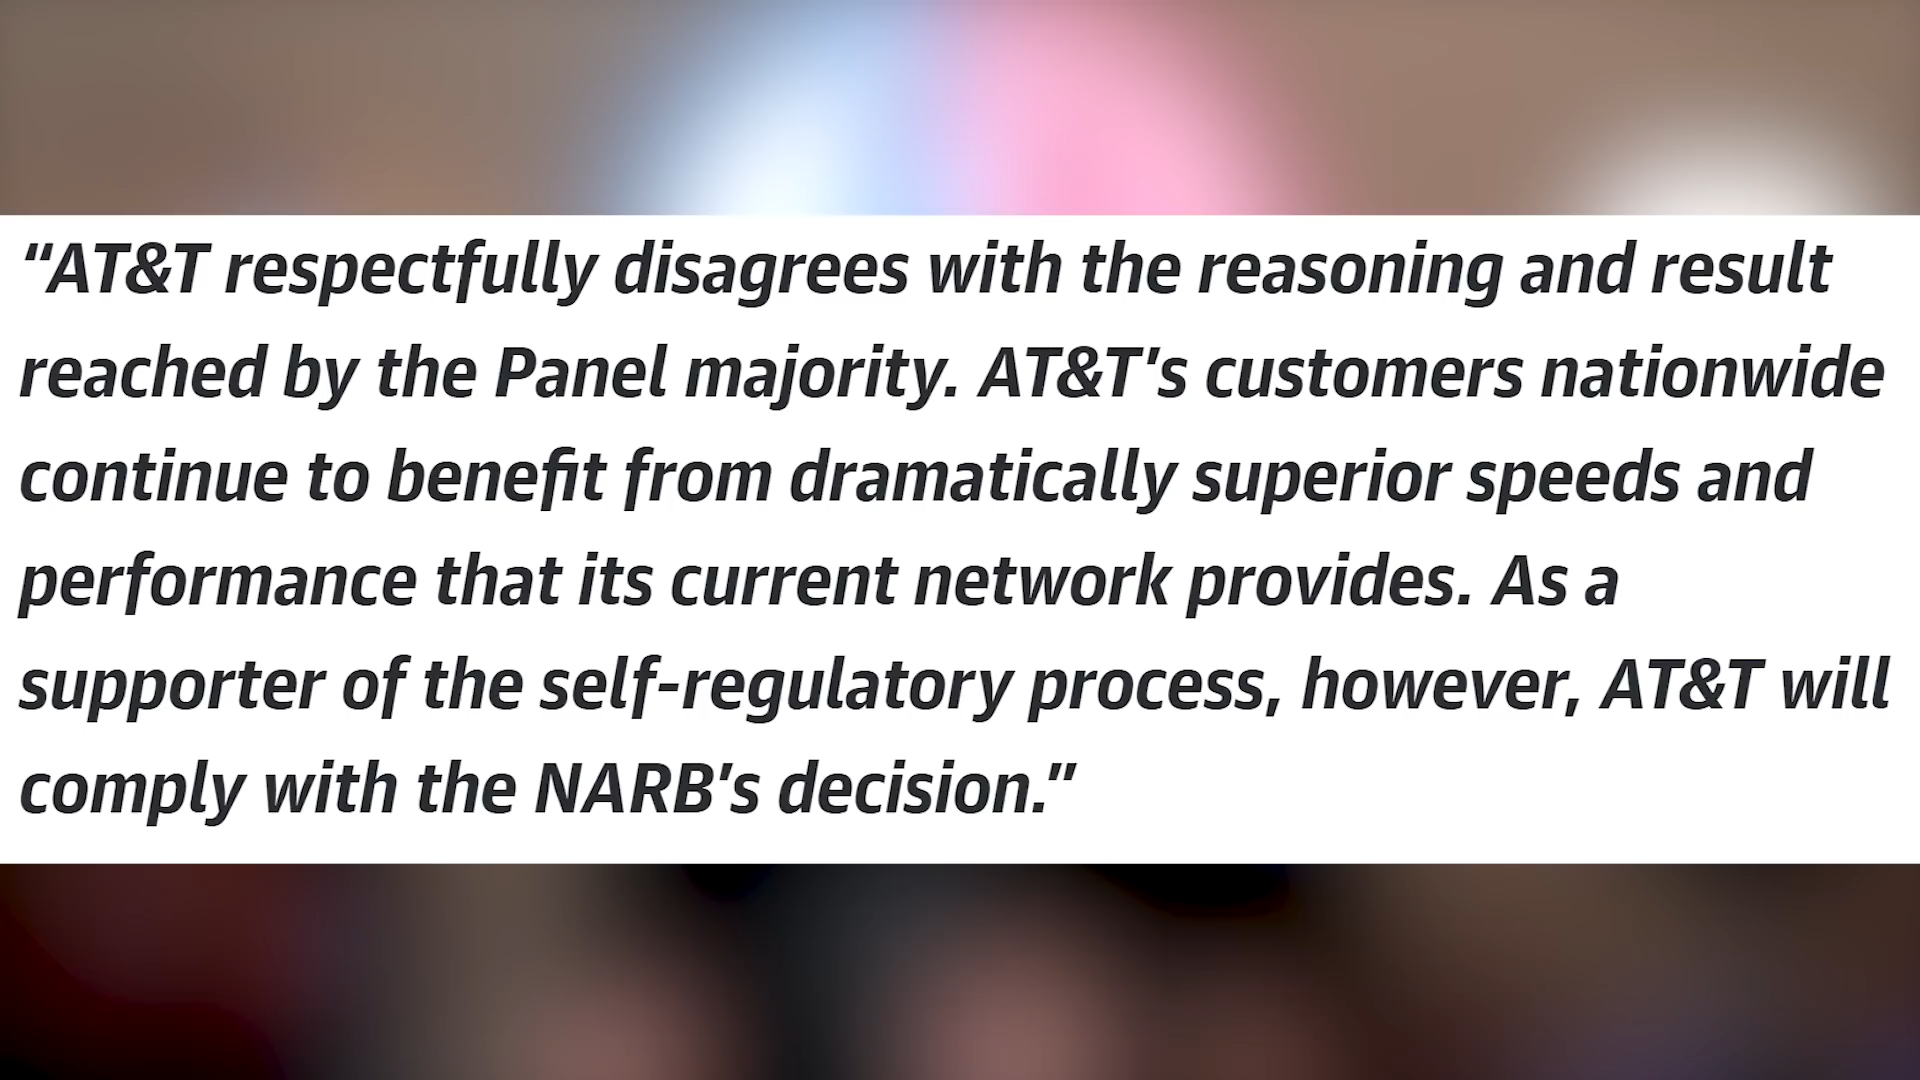 “AT&T respectfully disagrees with the reasoning and result
reached by the Panel majority. AT&T's customers nationwide
continue to benefit from dramatically superior speeds and
performance that its current network provides. As a
supporter of the self-regulatory process, however, AT&T will
comply with the NARB's decision.”